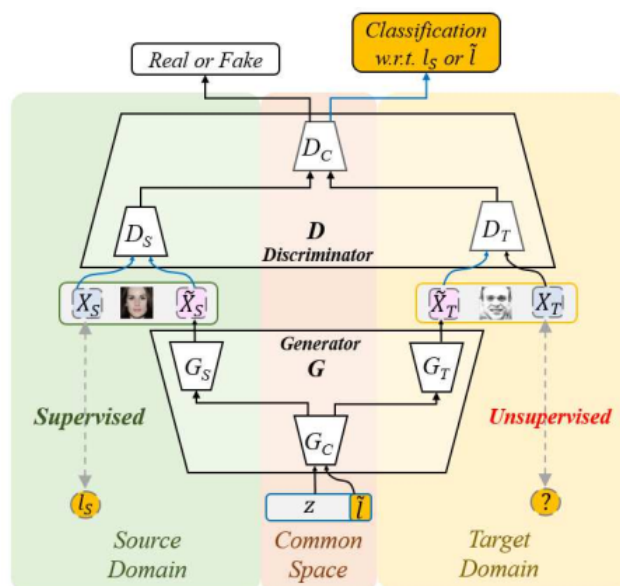 Classification
w.r.t. l_S or l̃
Real or Fake
D_C
D_S
D_T
D
Discriminator
X_S
X̃_S
X̃_T
X_T
Generator
G
G_S
G_T
Supervised
Unsupervised
G_C
l_S
z
l̃
?
Source
Domain
Common
Space
Target
Domain